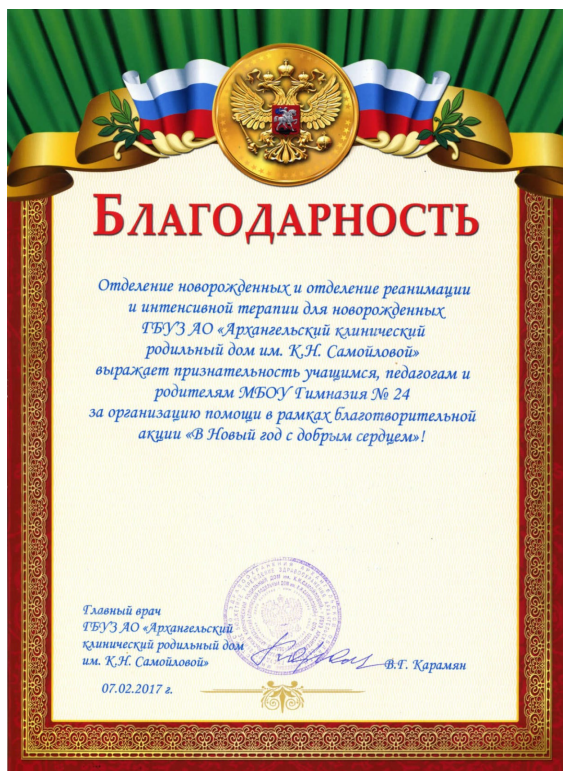 БЛАГОДАРНОСТЬ
Отделение новорожденных и отделение реанимации
и интенсивной терапии для новорожденных
ГБУЗ АО «Архангельский клинический
родильный дом им. К.Н. Самойловой»
выражает признательность учащимся, педагогам и
родителям МБОУ Гимназия № 24
за организацию помощи в рамках благотворительной
акции «В Новый год с добрым сердцем»!
Главный врач
ГБУЗ АО «Архангельский
клинический родильный дом
им. К.Н. Самойловой»
В.Г. Карамян
07.02.2017 г.